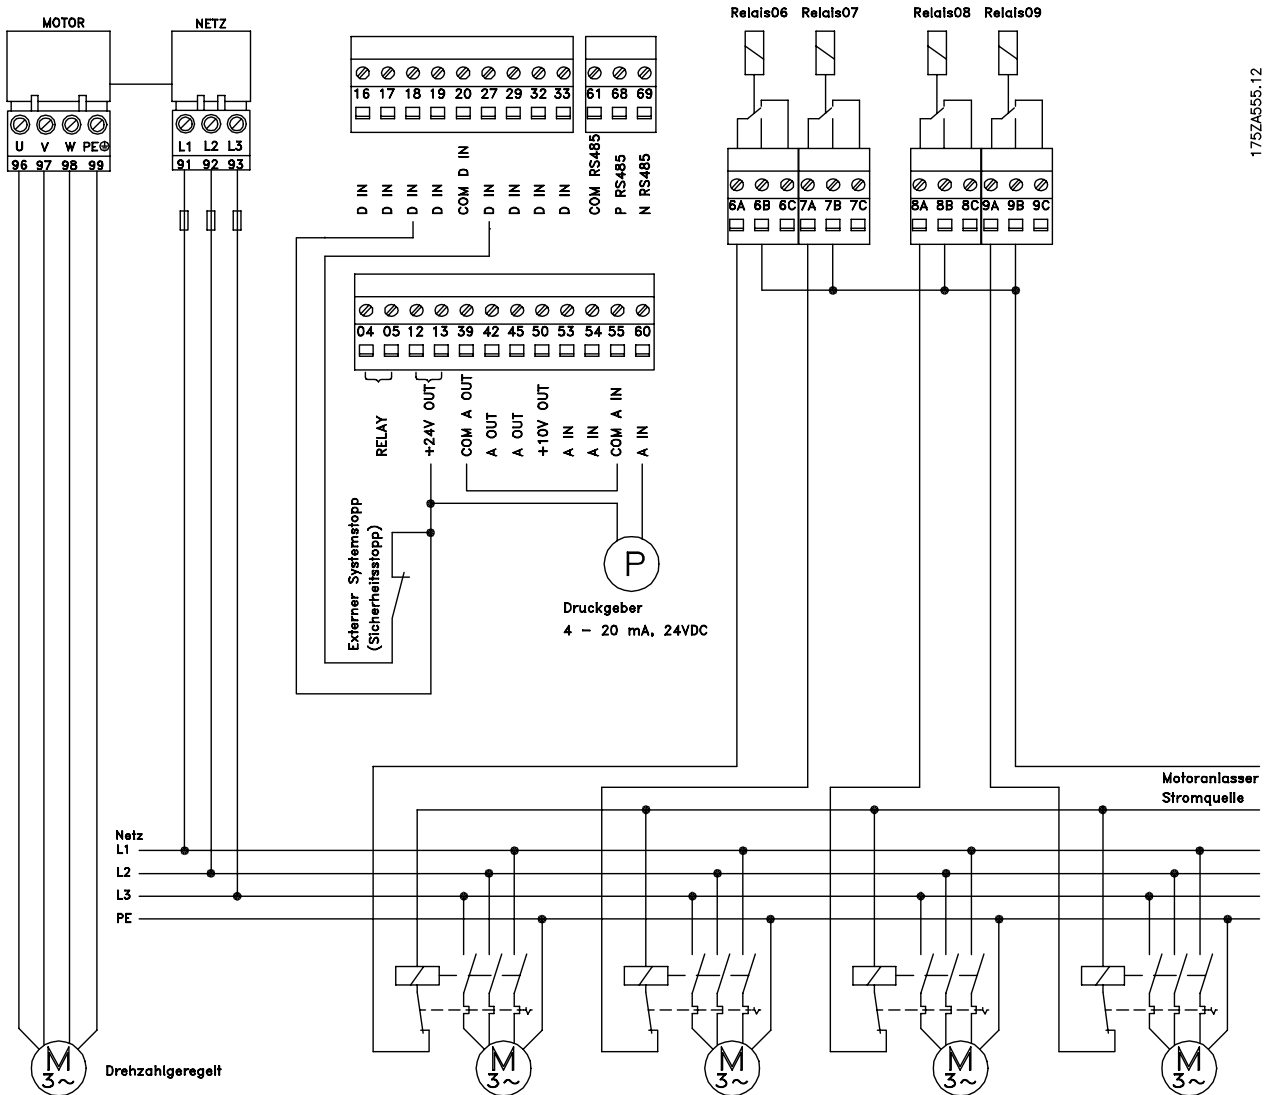 MOTOR
NETZ
Relais06 Relais07 Relais08 Relais09
175ZA555.12
16 17 18 19 20 27 29 32 33 61 68 69
U V W PE
96 97 98 99
L1 L2 L3
91 92 93
D IN
D IN
D IN
D IN
COM D IN
D IN
D IN
D IN
D IN
COM RS485
P RS485
N RS485
6A 6B 6C 7A 7B 7C 8A 8B 8C 9A 9B 9C
04 05 12 13 39 42 45 50 53 54 55 60
RELAY
+24V OUT
COM A OUT
A OUT
A OUT
+10V OUT
A IN
A IN
COM A IN
A IN
Externer Systemstopp
(Sicherheitsstopp)
P
Druckgeber
4 – 20 mA, 24VDC
Motoranlasser
Stromquelle
Netz
L1
L2
L3
PE
M
3~
Drehzahlgeregelt
M
3~
M
3~
M
3~
M
3~